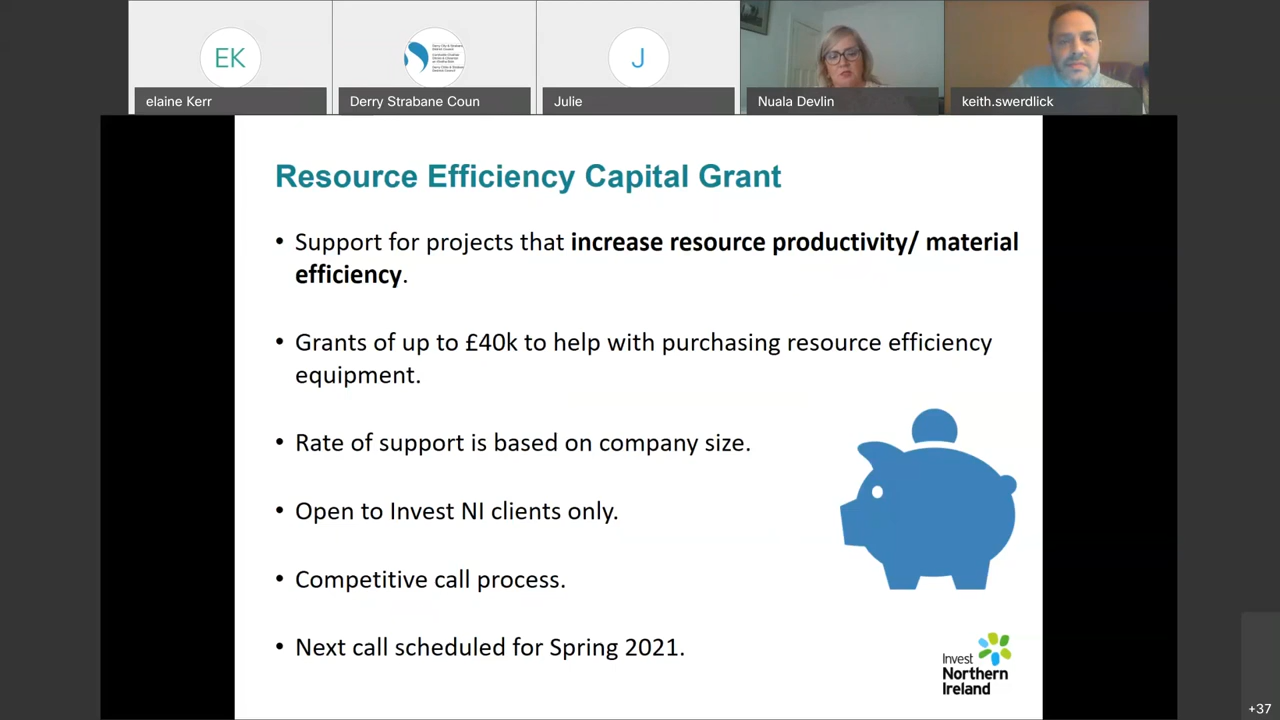 EK
J
elaine Kerr
Derry Strabane Coun
Julie
Nuala Devlin
keith.swerdlick
Resource Efficiency Capital Grant
• Support for projects that increase resource productivity/ material
efficiency.
• Grants of up to £40k to help with purchasing resource efficiency
equipment.
• Rate of support is based on company size.
• Open to Invest NI clients only.
• Competitive call process.
• Next call scheduled for Spring 2021.
Invest
Northern
Ireland
+37